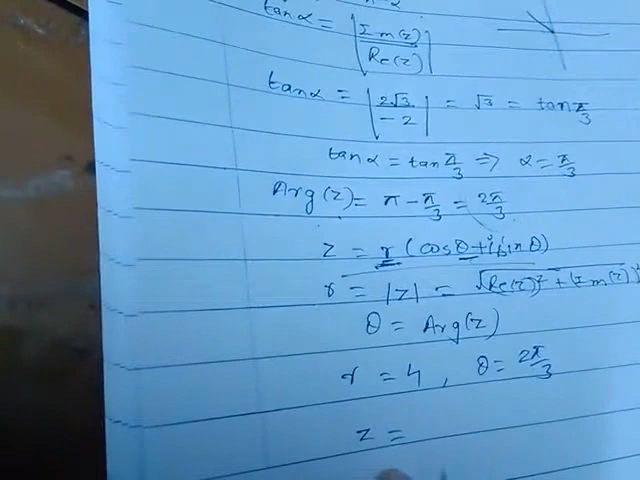 tanα = |Im(z)/Re(z)|
tanα = |2√3/-2| = √3 = tan π/3
tanα = tan π/3 ⇒ α = π/3
Arg(z) = π - π/3 = 2π/3
z = r (cosθ + i sinθ)
r = |z| = √(Re(z))² + (Im(z))²
θ = Arg(z)
r = 4, θ = 2π/3
z =